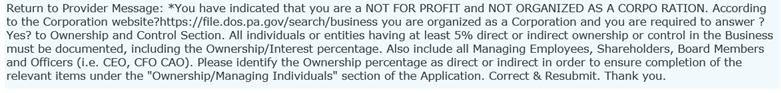 Return to Provider Message: *You have indicated that you are a NOT FOR PROFIT and NOT ORGANIZED AS A CORPO RATION. According
to the Corporation website?https://file.dos.pa.gov/search/business you are organized as a Corporation and you are required to answer ?
Yes? to Ownership and Control Section. All individuals or entities having at least 5% direct or indirect ownership or control in the Business
must be documented, including the Ownership/Interest percentage. Also include all Managing Employees, Shareholders, Board Members
and Officers (i.e. CEO, CFO CAO). Please identify the Ownership percentage as direct or indirect in order to ensure completion of the
relevant items under the "Ownership/Managing Individuals" section of the Application. Correct & Resubmit. Thank you.